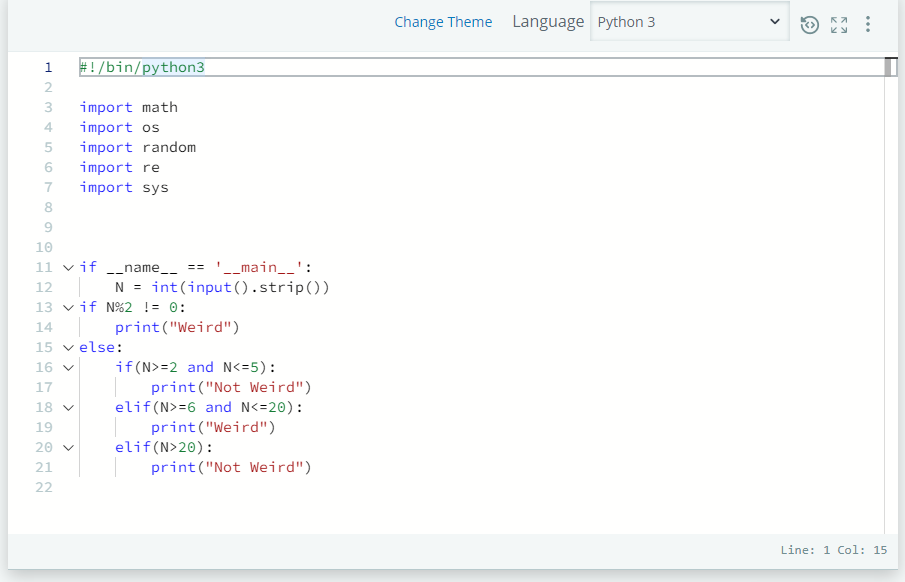 Change Theme Language Python 3
1 #!/bin/python3
2
3 import math
4 import os
5 import random
6 import re
7 import sys
8
9
10
11 if __name__ == '__main__':
12     N = int(input().strip())
13 if N%2 != 0:
14     print("Weird")
15 else:
16     if(N>=2 and N<=5):
17         print("Not Weird")
18     elif(N>=6 and N<=20):
19         print("Weird")
20     elif(N>20):
21         print("Not Weird")
22
Line: 1 Col: 15